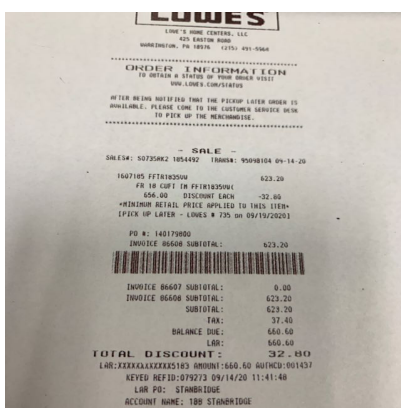 LOWE'S
LOWE'S HOME CENTERS, LLC
425 EASTON ROAD
WARRINGTON, PA 18976 (215) 491-5064
ORDER INFORMATION
TO OBTAIN A STATUS OF YOUR ORDER VISIT
WWW.LOWES.COM/STATUS
AFTER BEING NOTIFIED THAT THE PICKUP LATER ORDER IS
AVAILABLE, PLEASE COME TO THE CUSTOMER SERVICE DESK
TO PICK UP THE MERCHANDISE.
- SALE -
SALES#: S0735RK2 1854492 TRANS#: 95098104 09-14-20
1607185 FFTR1835VW 623.20
FR 18 CUFT TM FFTR1835VW(
656.00 DISCOUNT EACH -32.80
*MINIMUM RETAIL PRICE APPLIED TO THIS ITEM*
[PICK UP LATER - LOWES # 735 on 09/19/2020]
PO #: 140179800
INVOICE 86608 SUBTOTAL: 623.20
INVOICE 86607 SUBTOTAL: 0.00
INVOICE 86608 SUBTOTAL: 623.20
SUBTOTAL: 623.20
TAX: 37.40
BALANCE DUE: 660.60
LAR: 660.60
TOTAL DISCOUNT: 32.80
LAR:XXXXXXXXXXXX5183 AMOUNT:660.60 AUTHCD:001437
KEYED REFID:079273 09/14/20 11:41:48
LAR PO: STANBRIDGE
ACCOUNT NAME: 188 STANBRIDGE